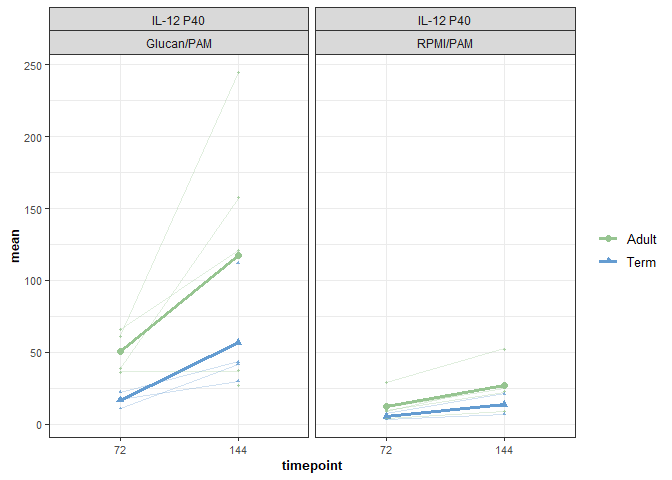 IL-12 P40
IL-12 P40
Glucan/PAM
RPMI/PAM
250
200
150
100
50
0
mean
72
144
72
144
timepoint
Adult
Term